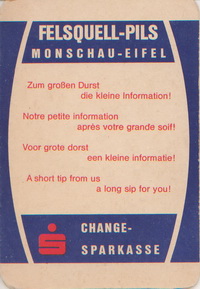 FELSQUELL-PILS
MONSCHAU-EIFEL
Zum großen Durst
die kleine Information!
Notre petite information
après votre grande soif!
Voor grote dorst
een kleine informatie!
A short tip from us
a long sip for you!
CHANGE-
SPARKASSE